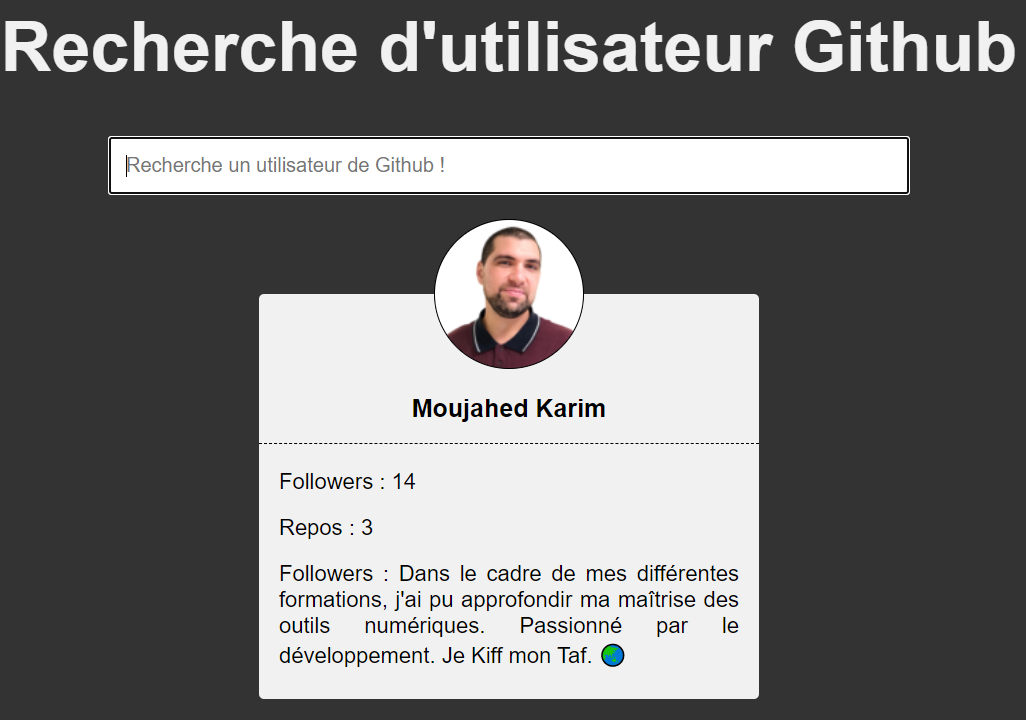 Recherche d'utilisateur Github
Recherche un utilisateur de Github !
Moujahed Karim
Followers : 14
Repos : 3
Followers : Dans le cadre de mes différentes
formations, j'ai pu approfondir ma maîtrise des
outils numériques. Passionné par le
développement. Je Kiff mon Taf. 🌏